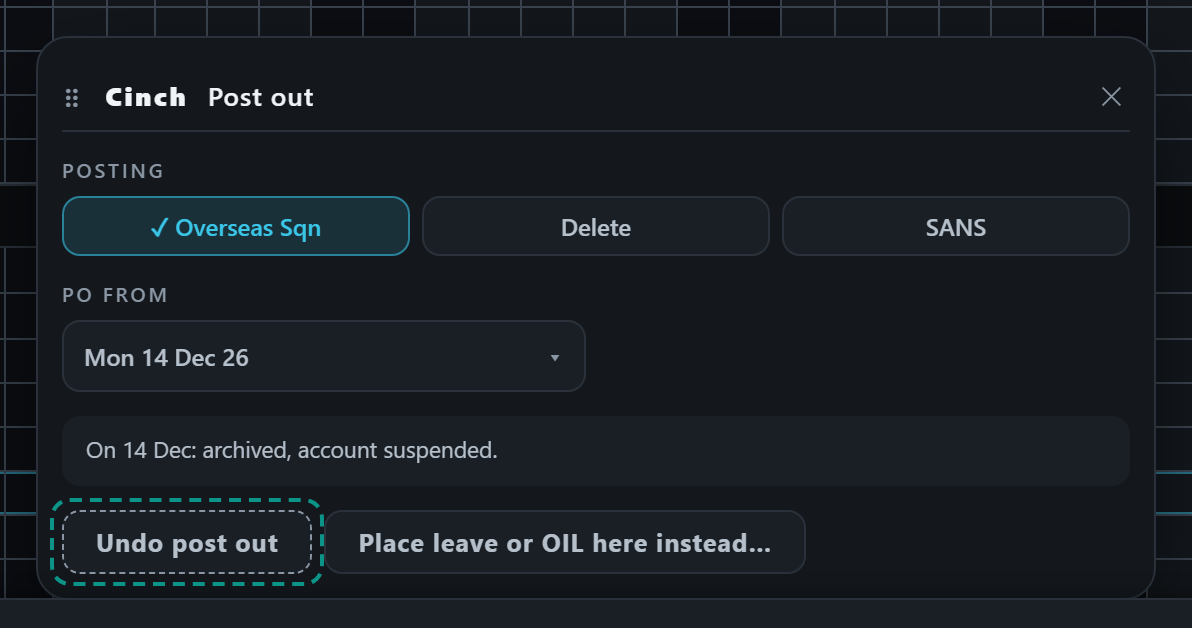 Cinch Post out
POSTING
✓ Overseas Sqn
Delete
SANS
PO FROM
Mon 14 Dec 26
On 14 Dec: archived, account suspended.
Undo post out
Place leave or OIL here instead...